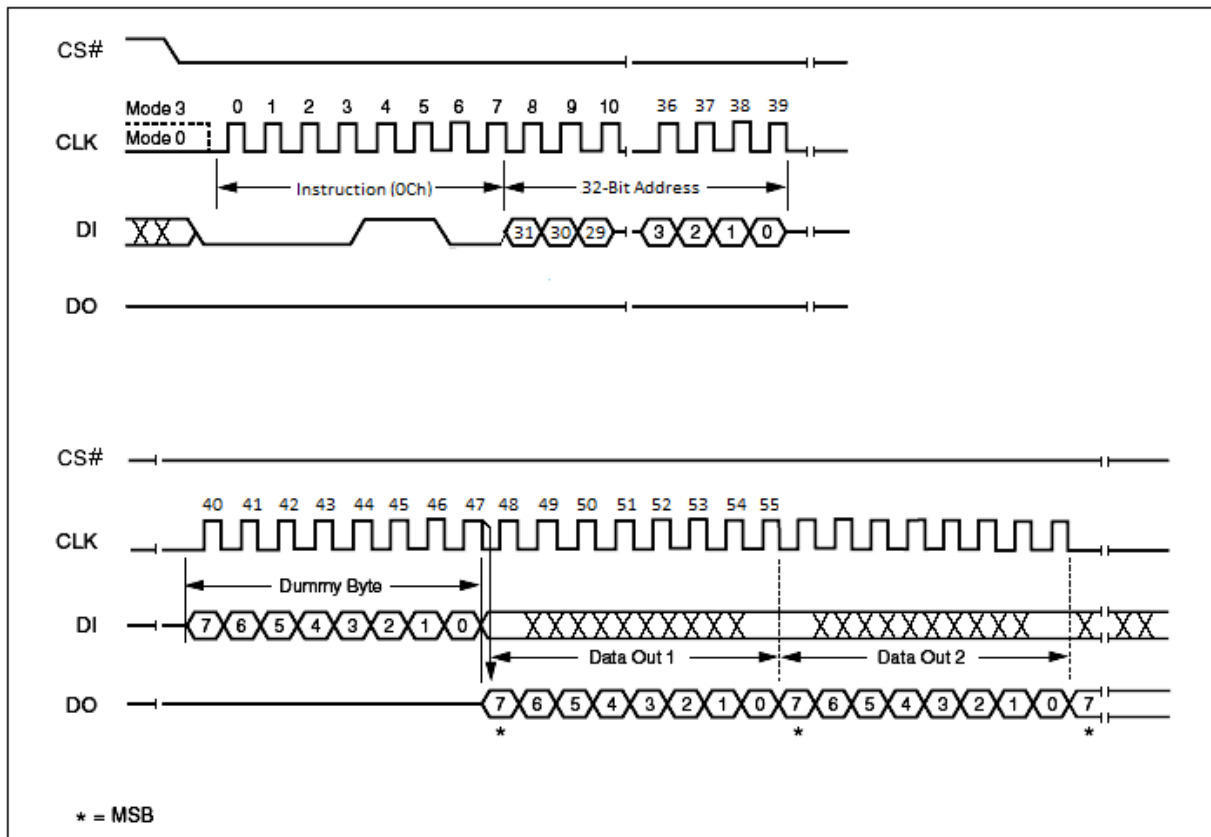 CS#
Mode 3 0 1 2 3 4 5 6 7 8 9 10 36 37 38 39
CLK Mode 0
Instruction (0Ch) 32-Bit Address
DI 31 30 29 3 2 1 0
DO
CS#
40 41 42 43 44 45 46 47 48 49 50 51 52 53 54 55
CLK
Dummy Byte
DI 7 6 5 4 3 2 1 0
Data Out 1 Data Out 2
DO 7 6 5 4 3 2 1 0 7 6 5 4 3 2 1 0 7
* * *
* = MSB